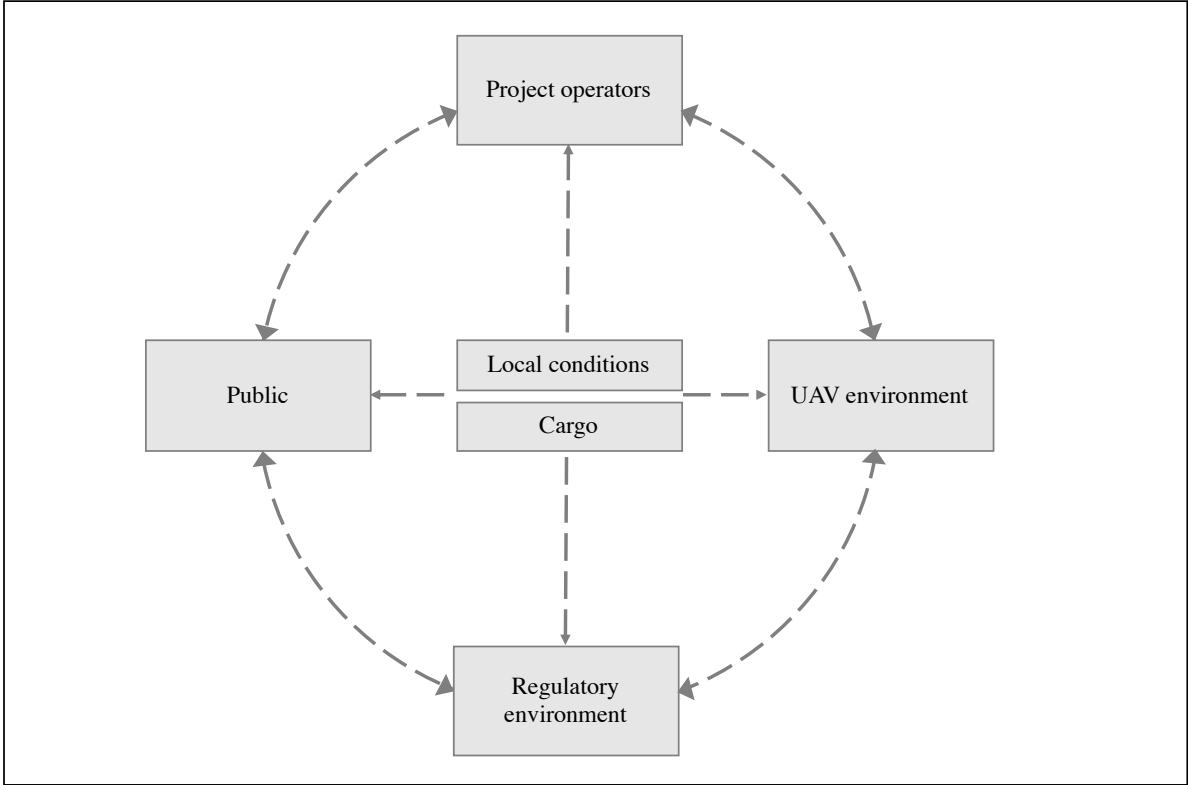 Project operators
Local conditions
Public
UAV environment
Cargo
Regulatory
environment